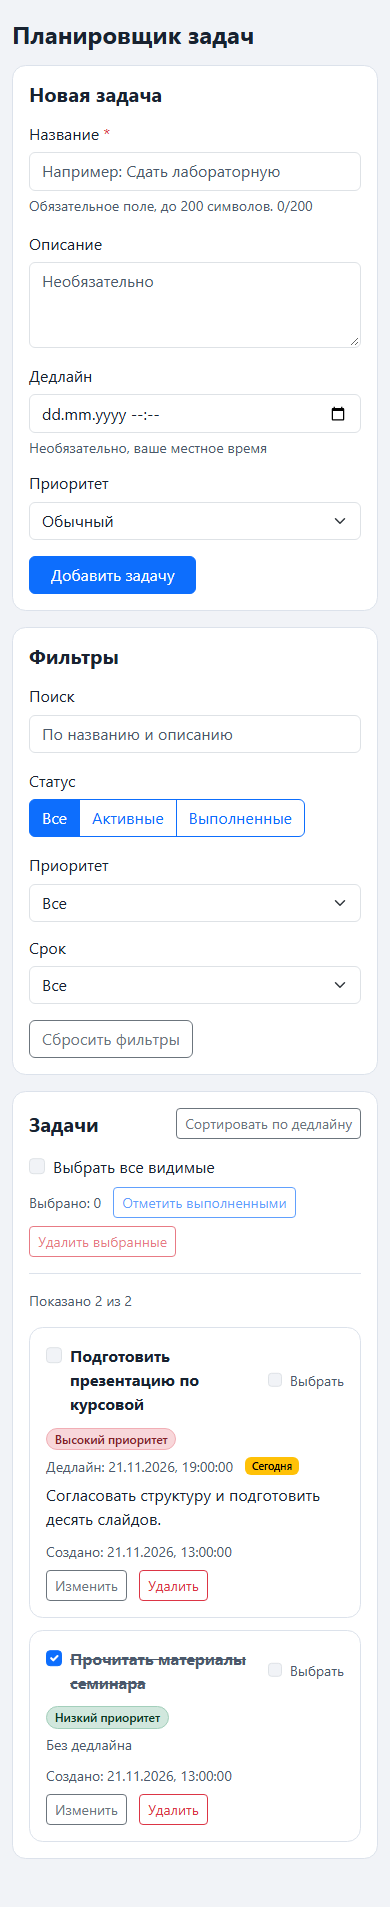 Планировщик задач
Новая задача
Название *
Например: Сдать лабораторную
Обязательное поле, до 200 символов. 0/200
Описание
Необязательно
Дедлайн
dd.mm.yyyy --:--
Необязательно, ваше местное время
Приоритет
Обычный
Добавить задачу
Фильтры
Поиск
По названию и описанию
Статус
Все Активные Выполненные
Приоритет
Все
Срок
Все
Сбросить фильтры
Задачи Сортировать по дедлайну
Выбрать все видимые
Выбрано: 0 Отметить выполненными
Удалить выбранные
Показано 2 из 2
Подготовить
презентацию по
курсовой
Выбрать
Высокий приоритет
Дедлайн: 21.11.2026, 19:00:00 Сегодня
Согласовать структуру и подготовить
десять слайдов.
Создано: 21.11.2026, 13:00:00
Изменить Удалить
Прочитать материалы
семинара
Выбрать
Низкий приоритет
Без дедлайна
Создано: 21.11.2026, 13:00:00
Изменить Удалить